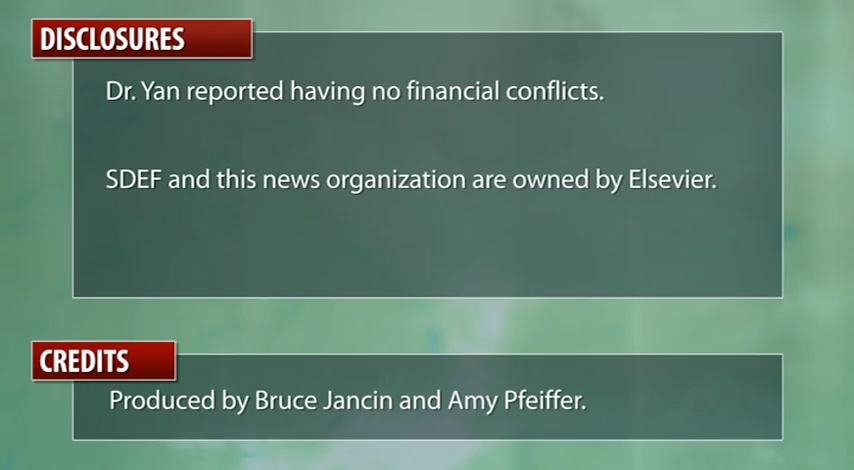 DISCLOSURES
Dr. Yan reported having no financial conflicts.
SDEF and this news organization are owned by Elsevier.
CREDITS
Produced by Bruce Jancin and Amy Pfeiffer.